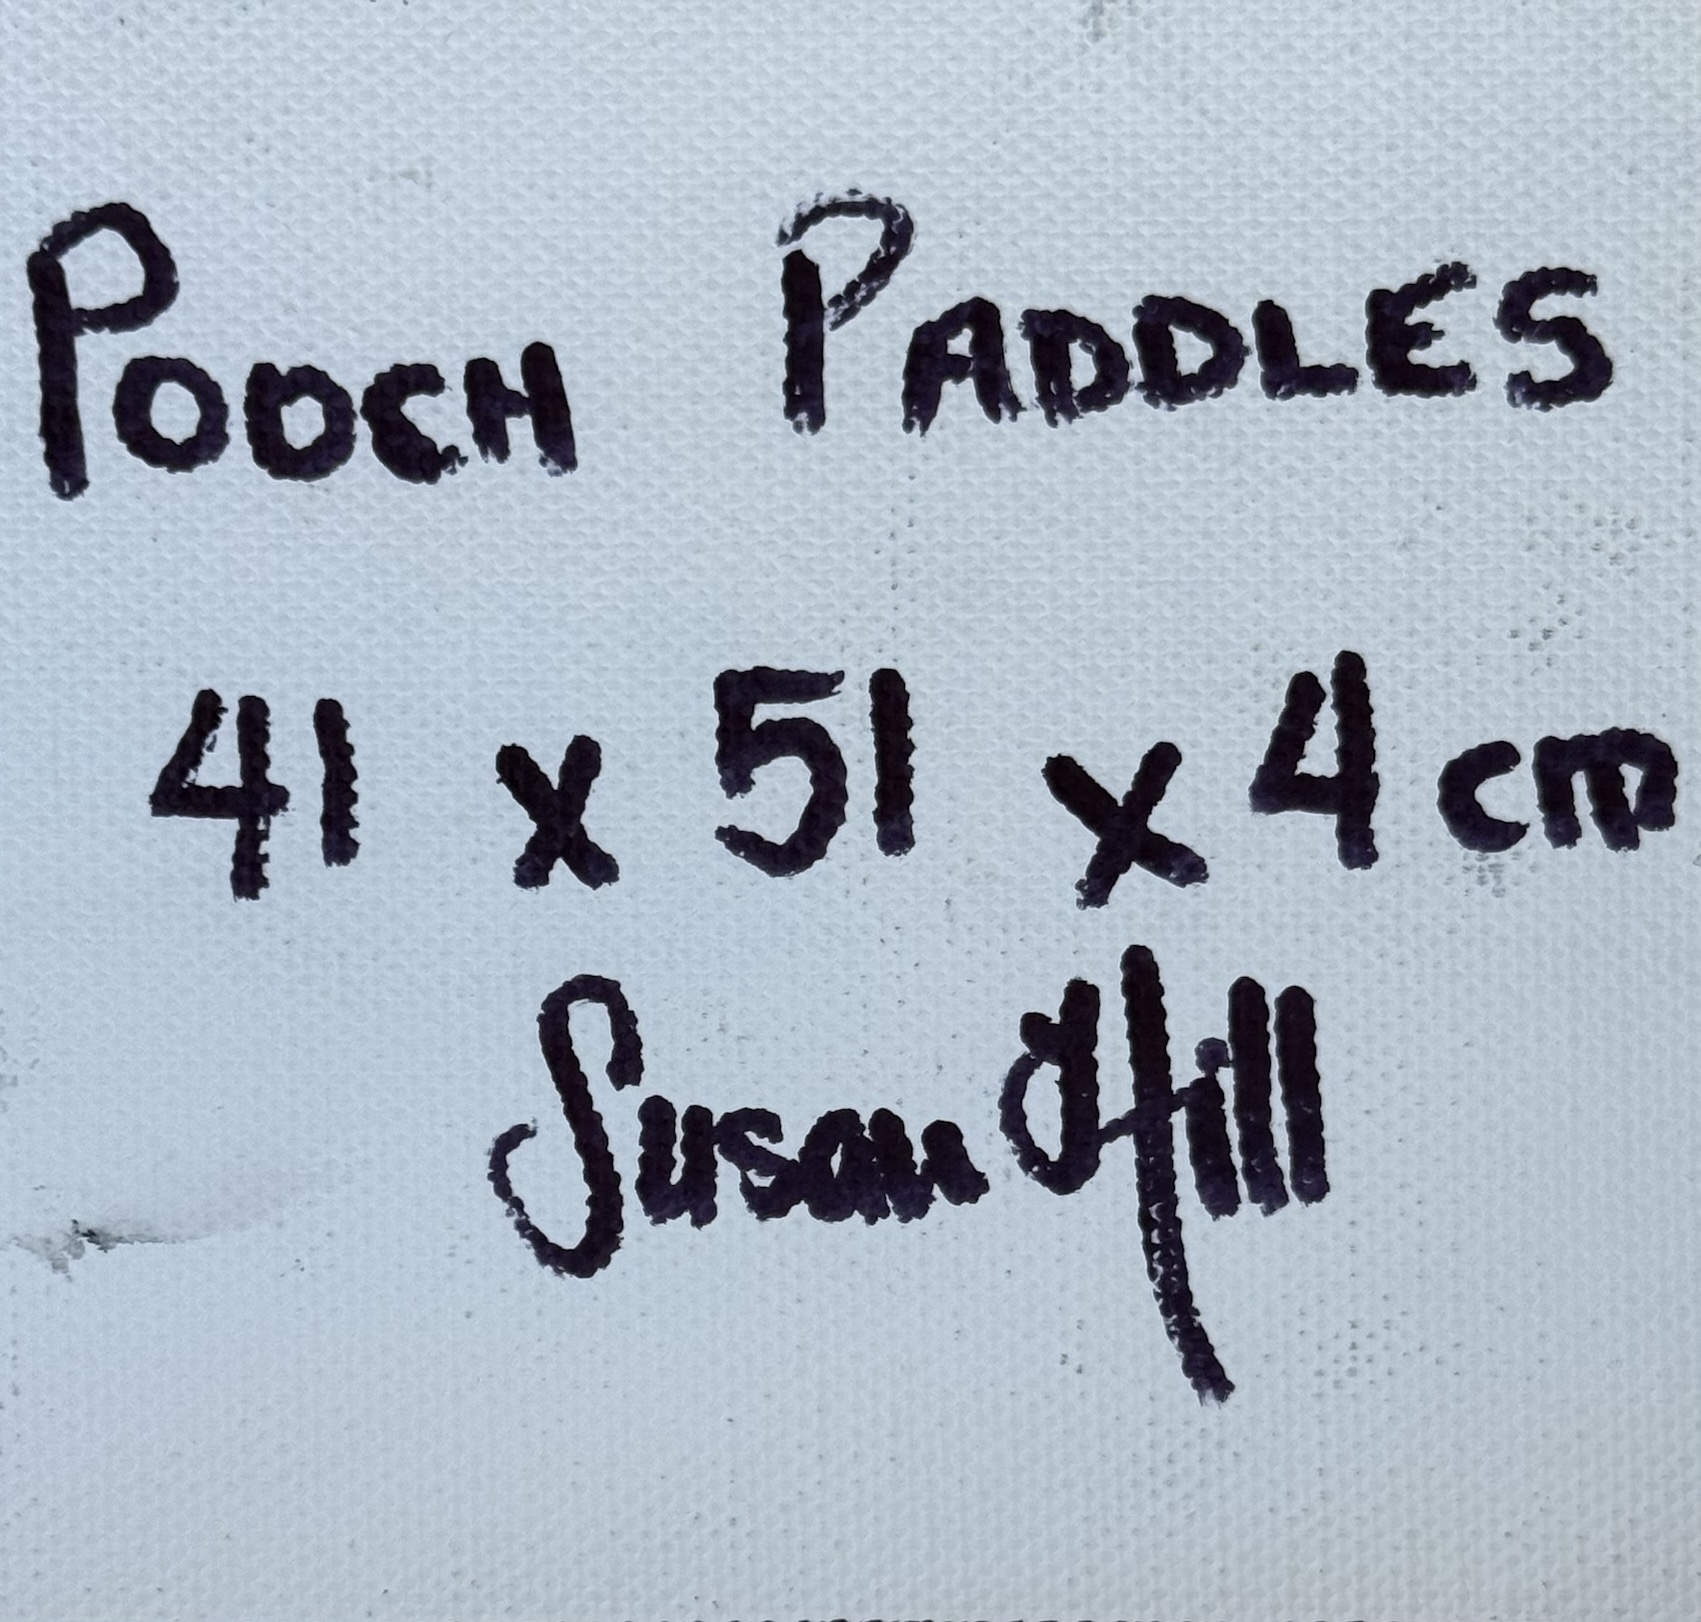 POOCH PADDLES
41 x 51 x 4 cm
Susan Hill